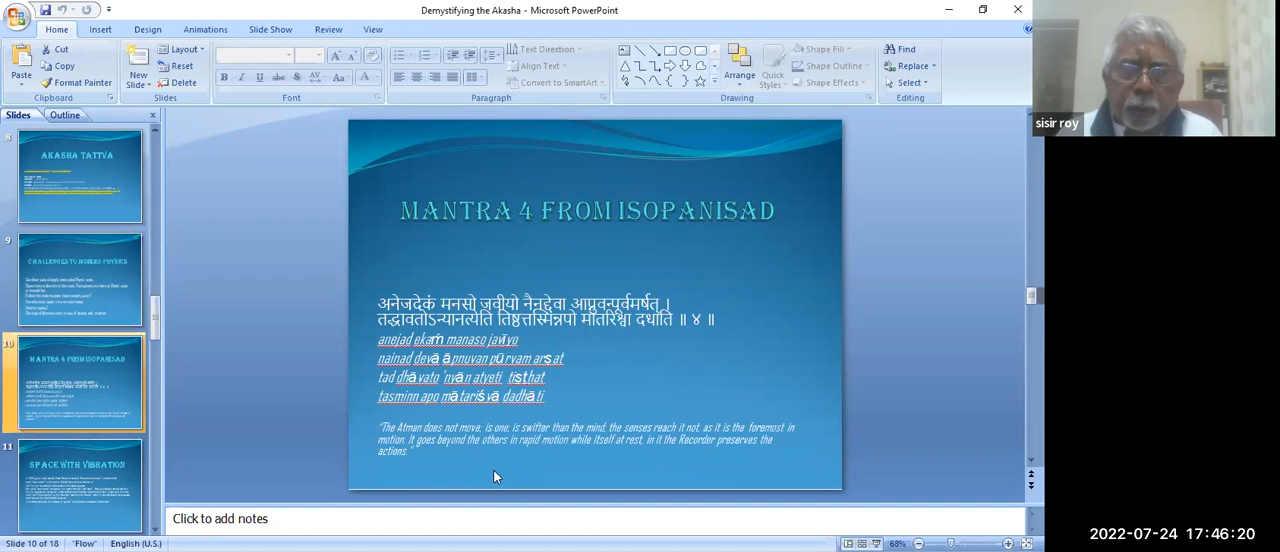 Demystifying the Akasha - Microsoft PowerPoint
Home Insert Design Animations Slide Show Review View
Paste
Cut
Copy
Format Painter
Clipboard
New
Slide
Layout
Reset
Delete
Slides
B I U S abc AV Aa A
Font
Paragraph
Text Direction
Align Text
Convert to SmartArt
Arrange
Quick
Styles
Shape Fill
Shape Outline
Shape Effects
Drawing
Find
Replace
Select
Editing
sisir roy
Slides Outline
8
AKASHA TATTVA
9
CHALLENGES TO MODERN PHYSICS
10
MANTRA 4 FROM ISOPANISAD
11
SPACE WITH VIBRATION
MANTRA 4 FROM ISOPANISAD
अनेजदेकं मनसो जवीयो नैनद्देवा आप्नुवन्पूर्वमर्षत् ।
तद्धावतोऽन्यानत्येति तिष्ठत्तस्मिन्नपो मातरिश्वा दधाति ॥ ४ ॥
anejad ekaṁ manaso javīyo
nainad devā āpnuvan pūrvam arṣat
tad dhāvato 'nyān atyeti tiṣṭhat
tasminn apo mātariśvā dadhāti
"The Atman does not move; is one; is swifter than the mind; the senses reach it not, as it is the foremost in
motion. It goes beyond the others in rapid motion while itself at rest, in it the Recorder preserves the
actions."
Click to add notes
Slide 10 of 18 "Flow" English (U.S.) 68%
2022-07-24 17:46:20